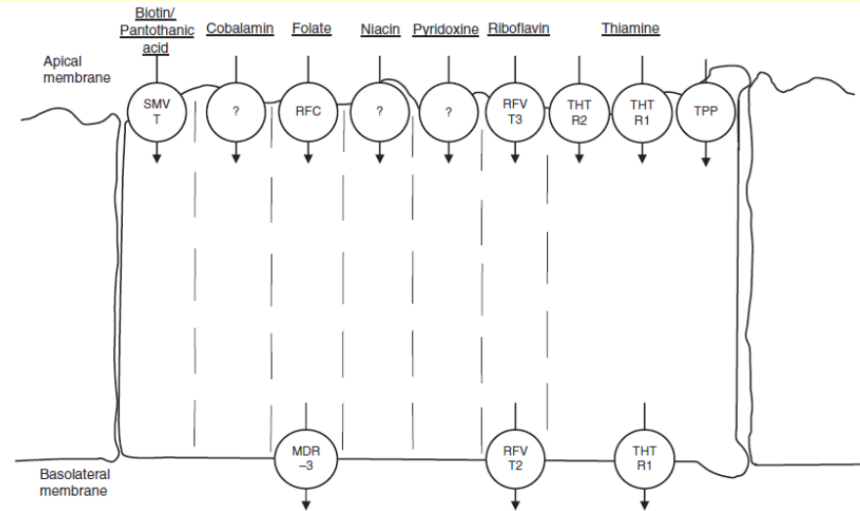 Biotin/
Pantothanic
acid
Cobalamin
Folate
Niacin
Pyridoxine
Riboflavin
Thiamine
Apical
membrane
SMV
T
?
RFC
?
?
RFV
T3
THT
R2
THT
R1
TPP
MDR
–3
RFV
T2
THT
R1
Basolateral
membrane